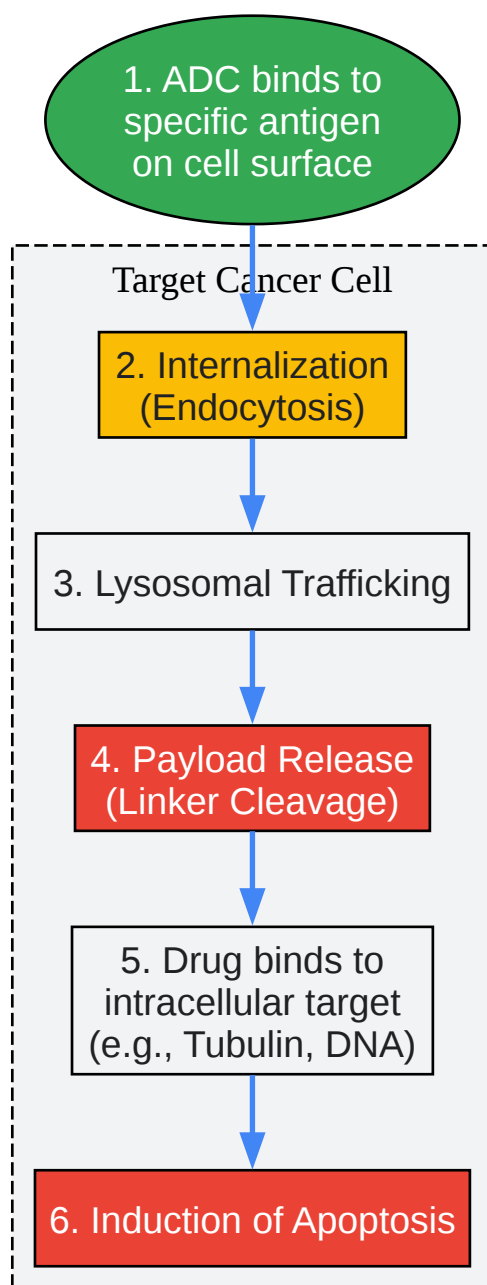 1. ADC binds to
specific antigen
on cell surface
Target Cancer Cell
2. Internalization
(Endocytosis)
3. Lysosomal Trafficking
4. Payload Release
(Linker Cleavage)
5. Drug binds to
intracellular target
(e.g., Tubulin, DNA)
6. Induction of Apoptosis